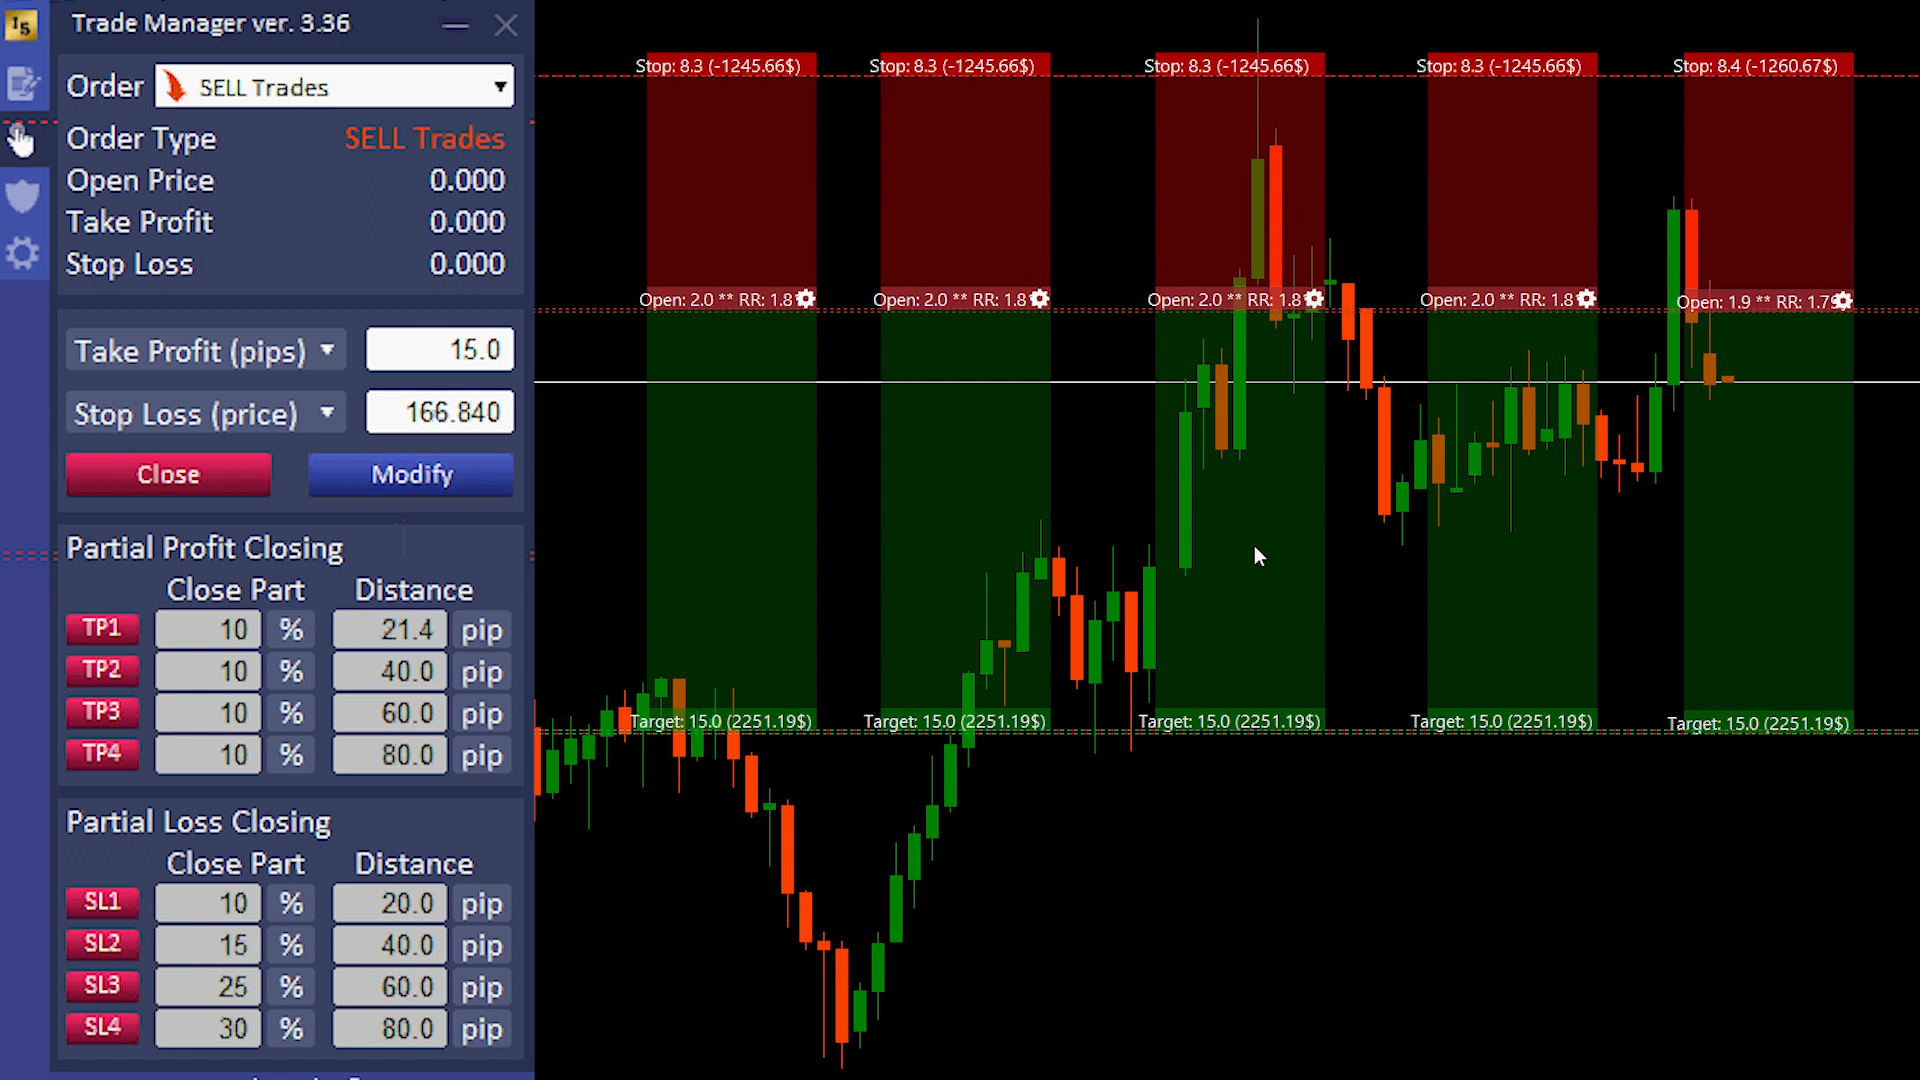 Trade Manager ver. 3.36
Order SELL Trades
Order Type SELL Trades
Open Price 0.000
Take Profit 0.000
Stop Loss 0.000
Take Profit (pips) 15.0
Stop Loss (price) 166.840
Close Modify
Partial Profit Closing
Close Part Distance
TP1 10 % 21.4 pip
TP2 10 % 40.0 pip
TP3 10 % 60.0 pip
TP4 10 % 80.0 pip
Partial Loss Closing
Close Part Distance
SL1 10 % 20.0 pip
SL2 15 % 40.0 pip
SL3 25 % 60.0 pip
SL4 30 % 80.0 pip
Stop: 8.3 (-1245.66$) Stop: 8.3 (-1245.66$) Stop: 8.3 (-1245.66$) Stop: 8.3 (-1245.66$) Stop: 8.4 (-1260.67$)
Open: 2.0 ** RR: 1.8 Open: 2.0 ** RR: 1.8 Open: 2.0 ** RR: 1.8 Open: 2.0 ** RR: 1.8 Open: 1.9 ** RR: 1.79
Target: 15.0 (2251.19$) Target: 15.0 (2251.19$) Target: 15.0 (2251.19$) Target: 15.0 (2251.19$) Target: 15.0 (2251.19$)